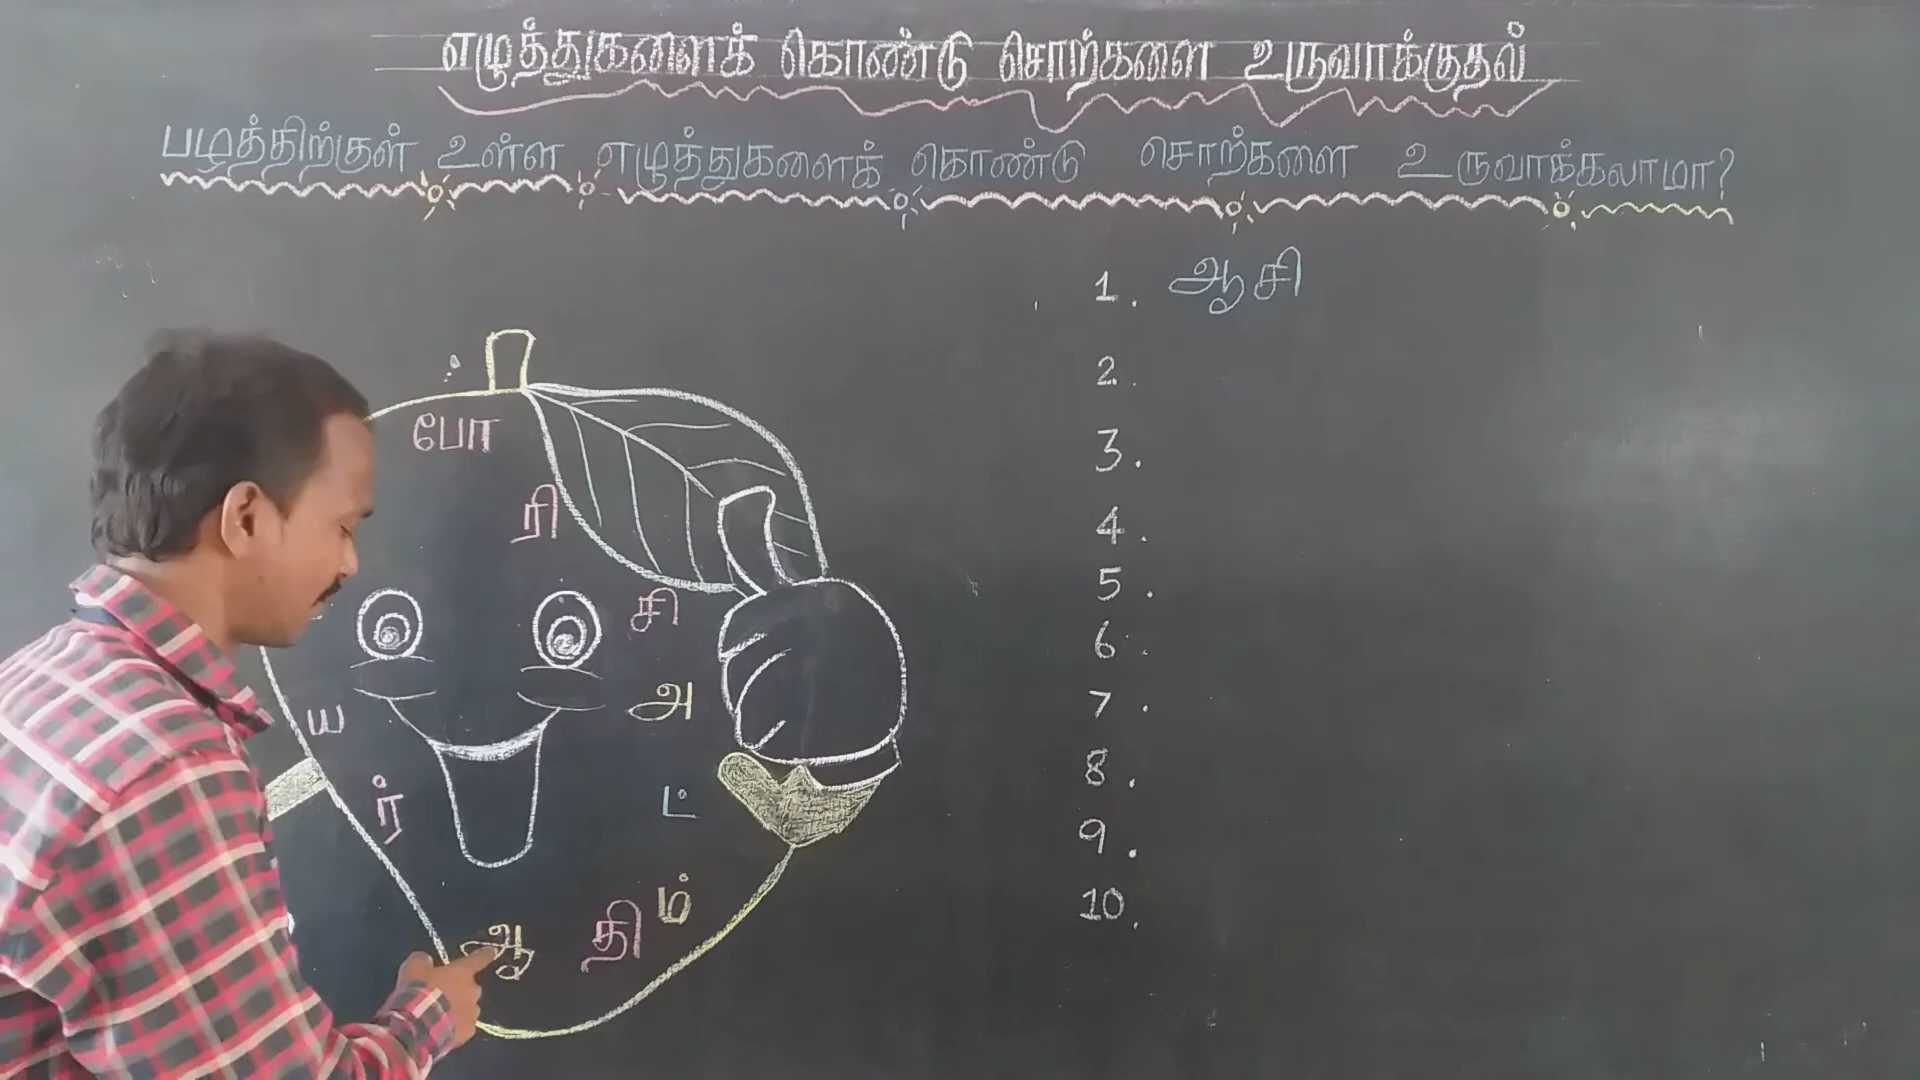 எழுத்துகளைக் கொண்டு சொற்களை உருவாக்குதல்
படத்திற்குள் உள்ள எழுத்துகளைக் கொண்டு சொற்களை உருவாக்கலாமா?
1. ஆசி
2.
3.
4.
5.
6.
7.
8.
9.
10.
போ
ரி
சி
அ
ய
ட்
ர்
ம்
தி
ஆ